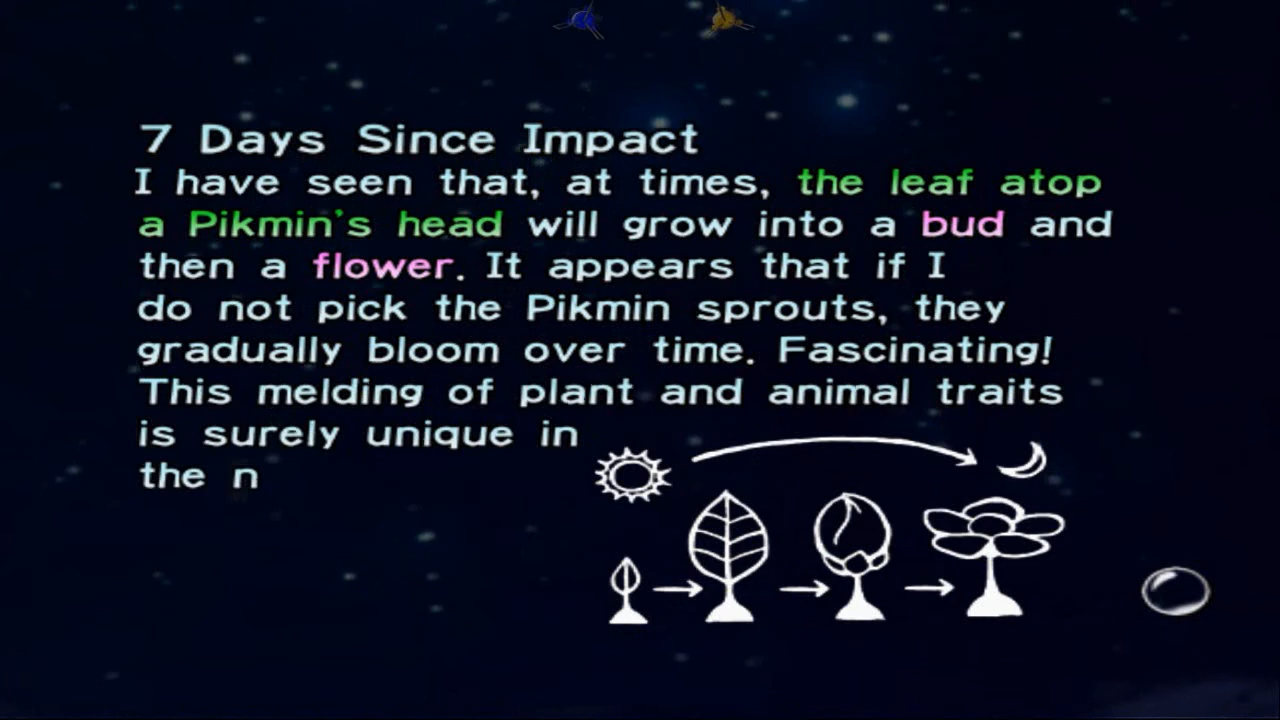 7 Days Since Impact
I have seen that, at times, the leaf atop
a Pikmin's head will grow into a bud and
then a flower. It appears that if I
do not pick the Pikmin sprouts, they
gradually bloom over time. Fascinating!
This melding of plant and animal traits
is surely unique in
the n